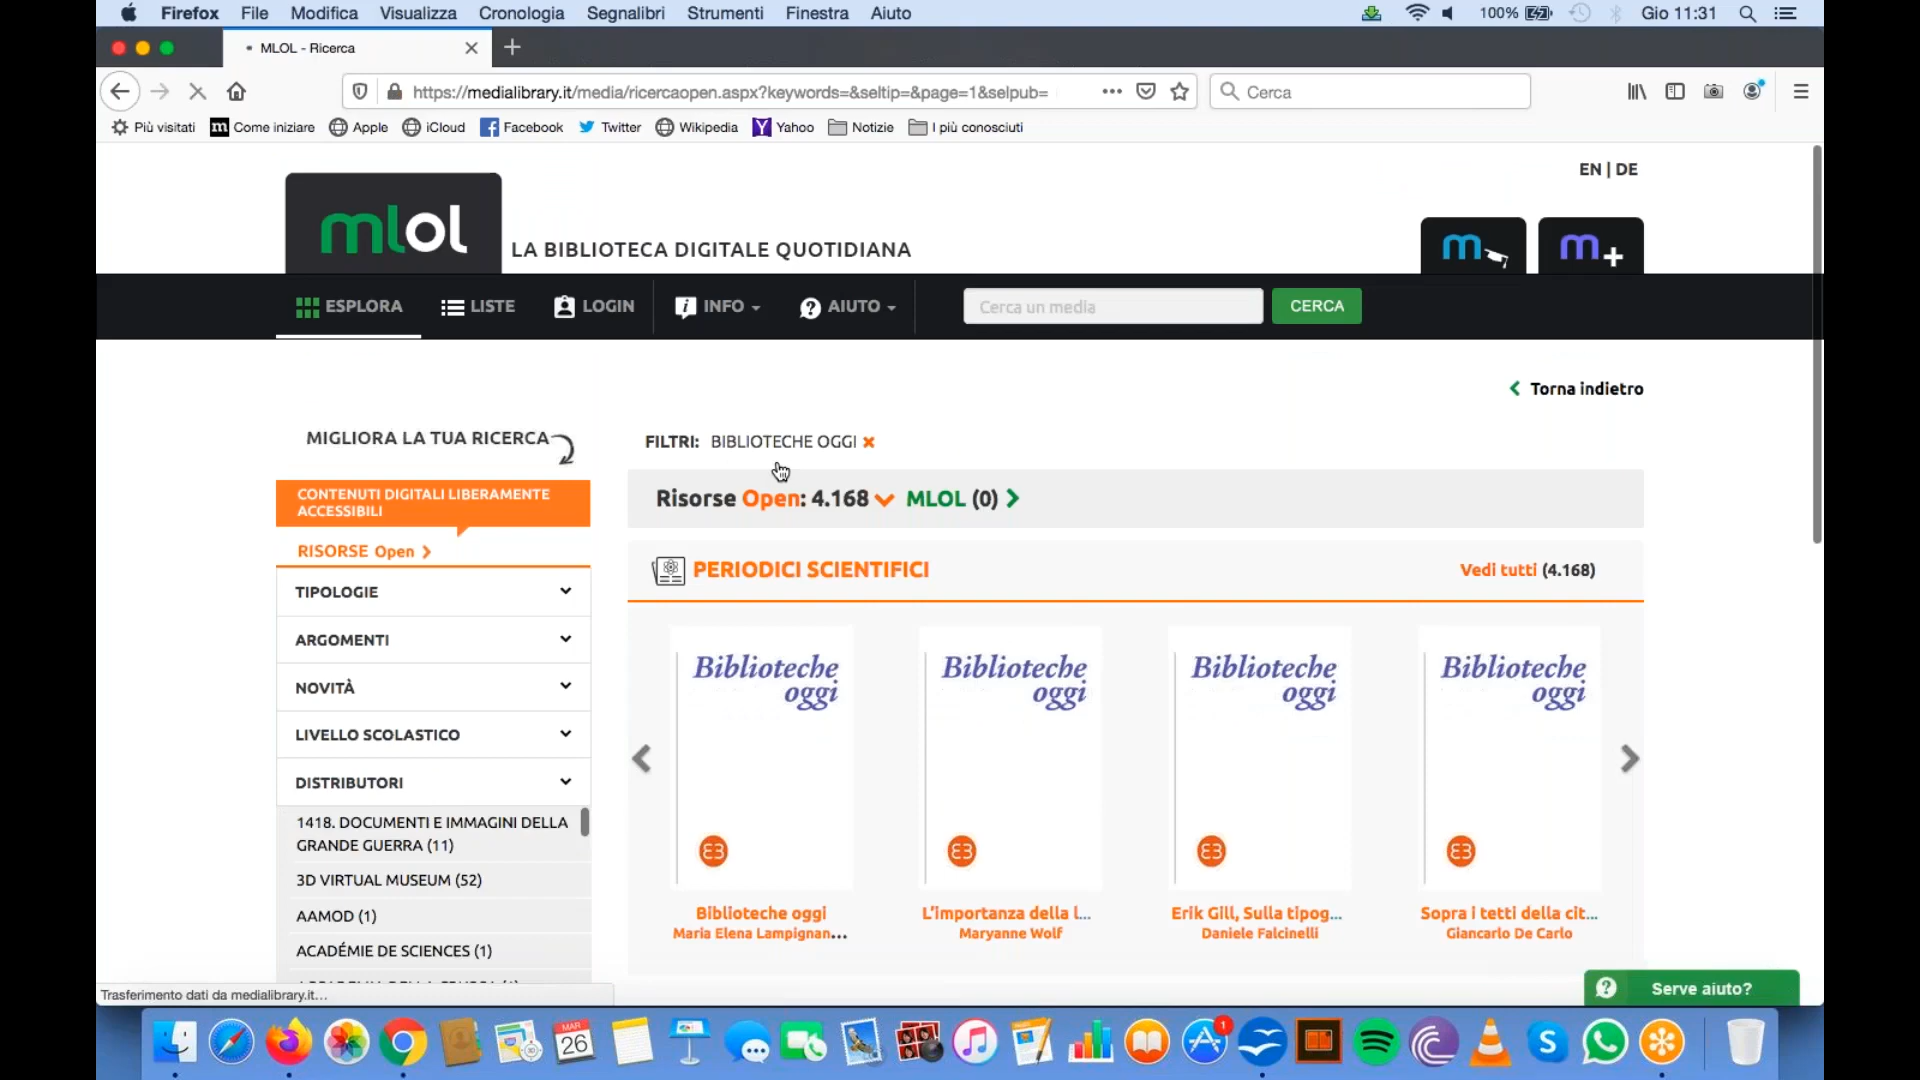 Firefox File Modifica Visualizza Cronologia Segnalibri Strumenti Finestra Aiuto 100% Gio 11:31
MLOL - Ricerca
https://medialibrary.it/media/ricercaopen.aspx?keywords=&seltip=&page=1&selpub= Cerca
Più visitati Come iniziare Apple iCloud Facebook Twitter Wikipedia Yahoo Notizie I più conosciuti
EN | DE
mlol
LA BIBLIOTECA DIGITALE QUOTIDIANA
m m+
ESPLORA LISTE LOGIN INFO AIUTO Cerca un media CERCA
Torna indietro
MIGLIORA LA TUA RICERCA
FILTRI: BIBLIOTECHE OGGI
CONTENUTI DIGITALI LIBERAMENTE
ACCESSIBILI
Risorse Open: 4.168 MLOL (0)
RISORSE Open
TIPOLOGIE
ARGOMENTI
NOVITÀ
LIVELLO SCOLASTICO
DISTRIBUTORI
1418. DOCUMENTI E IMMAGINI DELLA
GRANDE GUERRA (11)
3D VIRTUAL MUSEUM (52)
AAMOD (1)
ACADÉMIE DE SCIENCES (1)
PERIODICI SCIENTIFICI Vedi tutti (4.168)
Biblioteche oggi
Biblioteche oggi
Biblioteche oggi
Biblioteche oggi
Biblioteche oggi
Maria Elena Lampignan...
L'importanza della l...
Maryanne Wolf
Erik Gill, Sulla tipog...
Daniele Falcinelli
Sopra i tetti della cit...
Giancarlo De Carlo
Trasferimento dati da medialibrary.it...
Serve aiuto?
MAR
26
1